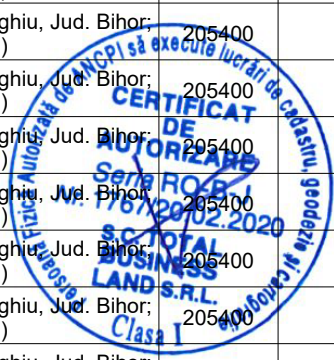 ghiu, Jud. Bihor; 205400
)
ghiu, Jud. Bihor; 205400
)
ghiu, Jud. Bihor; 205400
)
ghiu, Jud. Bihor; 205400
)
ghiu, Jud. Bihor; 205400
)
ghiu, Jud. Bihor; 205400
)
Persoană Fizică Autorizată de ANCPI să execute lucrări de cadastru, geodezie și cartografie
CERTIFICAT
DE
AUTORIZARE
Seria RO-B-J
Nr. 1767/20.02.2020
S.C. TOTAL
BUSINESS
LAND S.R.L.
Clasa I